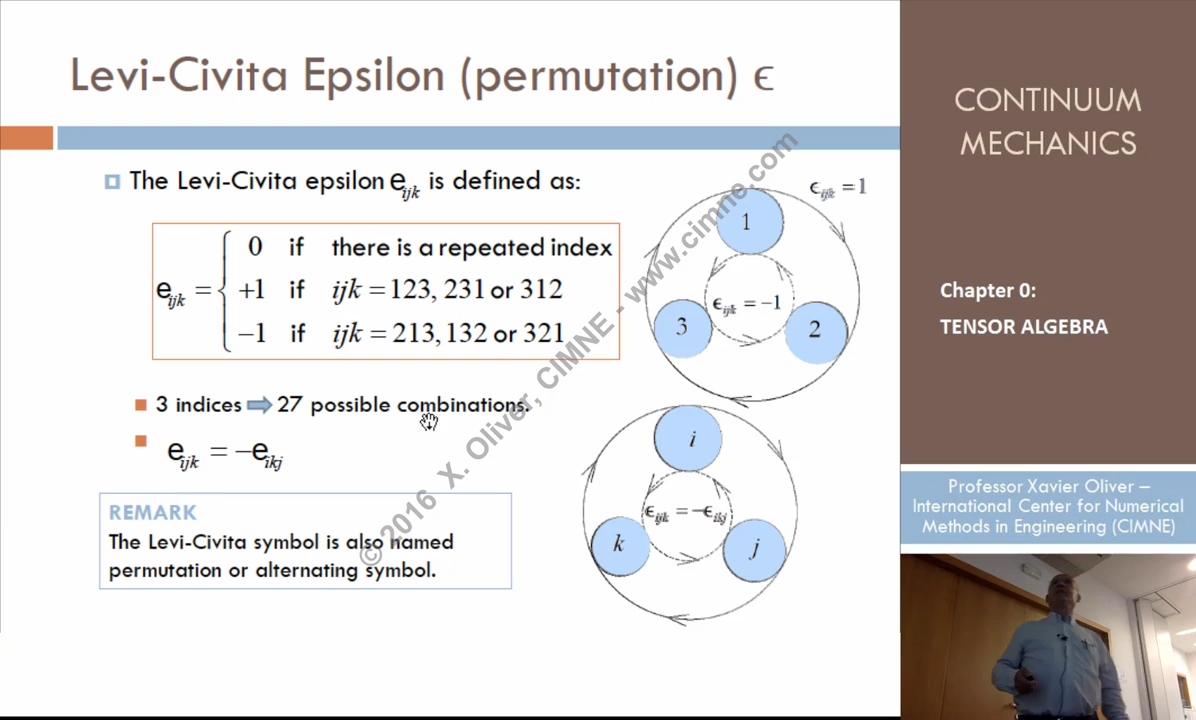 Levi-Civita Epsilon (permutation) ϵ
The Levi-Civita epsilon e_ijk is defined as:
e_ijk = { 0 if there is a repeated index
+1 if ijk = 123, 231 or 312
−1 if ijk = 213, 132 or 321
3 indices ⇒ 27 possible combinations.
e_ijk = −e_ikj
REMARK
The Levi-Civita symbol is also named
permutation or alternating symbol.
ϵ_ijk = 1
1
ϵ_ijk = −1
3
2
i
ϵ_ijk = −ϵ_ikj
k
j
© 2016 X. Oliver, CIMNE - www.cimne.com
CONTINUUM
MECHANICS
Chapter 0:
TENSOR ALGEBRA
Professor Xavier Oliver –
International Center for Numerical
Methods in Engineering (CIMNE)